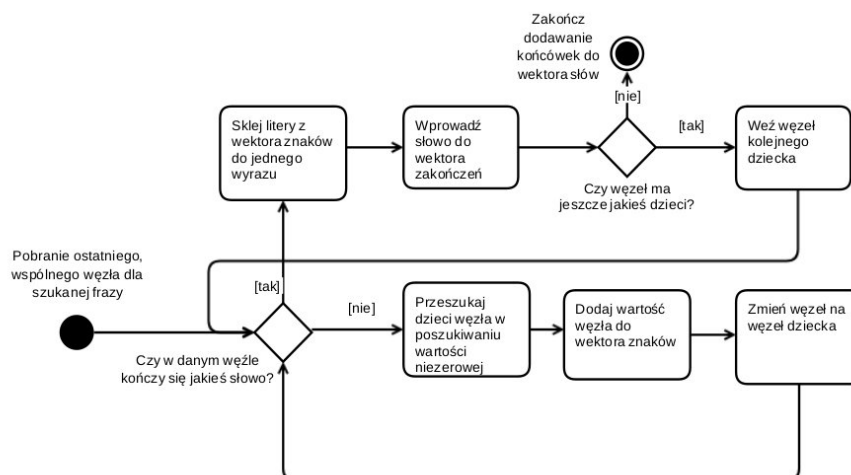 Zakończ
dodawanie
końcówek do
wektora słów
[nie]
Sklej litery z
wektora znaków
do jednego
wyrazu
Wprowadź
słowo do
wektora
zakończeń
[tak]
Weź węzeł
kolejnego
dziecka
Czy węzeł ma
jeszcze jakieś dzieci?
Pobranie ostatniego,
wspólnego węzła dla
szukanej frazy
[tak]
[nie]
Przeszukaj
dzieci węzła w
poszukiwaniu
wartości
niezerowej
Dodaj wartość
węzła do
wektora znaków
Zmień węzeł na
węzeł dziecka
Czy w danym węźle
kończy się jakieś słowo?